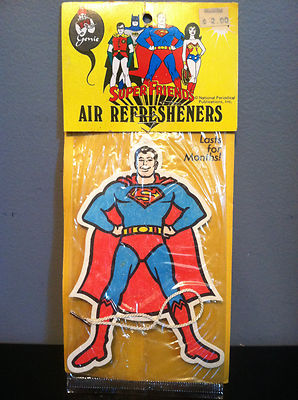 Genie
$ 2.00
SUPER FRIENDS
© National Periodical
Publications, Inc.
AIR REFRESHENERS
Lasts
for
Months!
S